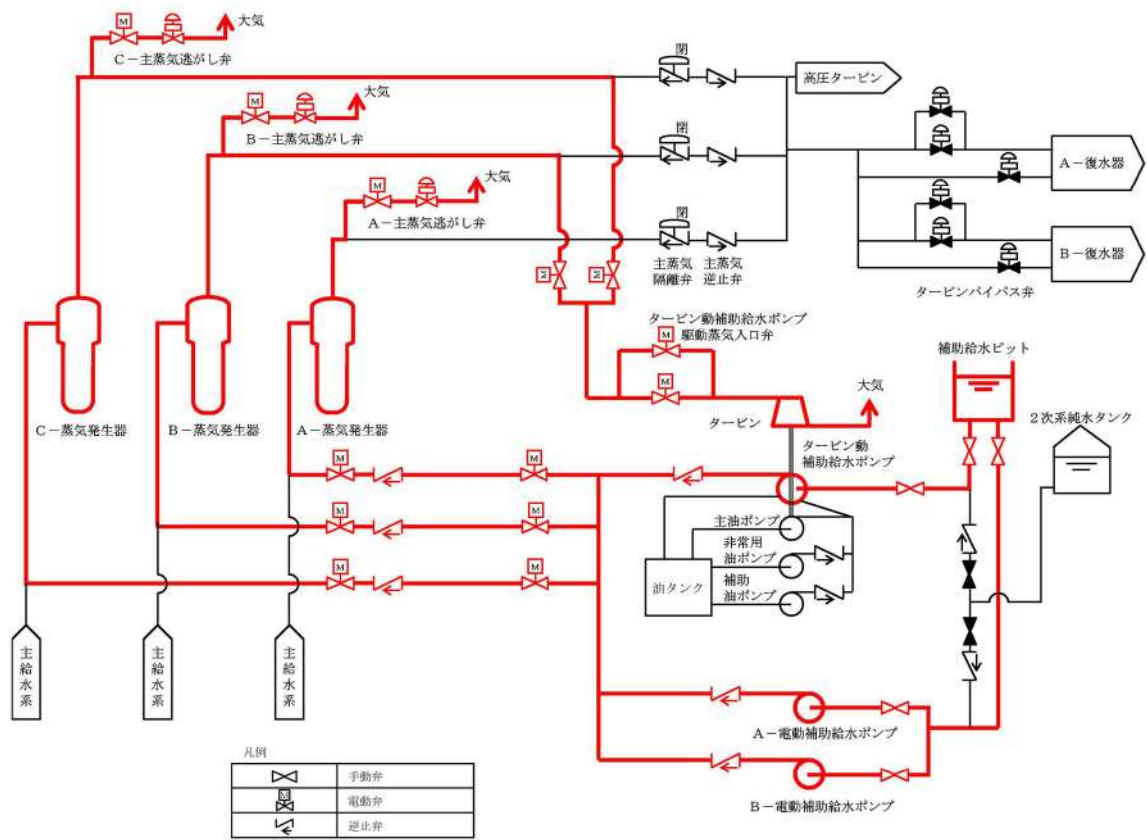 M
大気
C-主蒸気逃がし弁
M
大気
B-主蒸気逃がし弁
M
大気
A-主蒸気逃がし弁
閉
閉
閉
主蒸気
隔離弁
主蒸気
逆止弁
高圧タービン
A-復水器
B-復水器
タービンバイパス弁
M
M
タービン動補助給水ポンプ
駆動蒸気入口弁
M
M
補助給水ピット
C-蒸気発生器
B-蒸気発生器
A-蒸気発生器
タービン
大気
2次系純水タンク
タービン動
補助給水ポンプ
M
M
M
M
M
M
主油ポンプ
非常用
油ポンプ
補助
油ポンプ
油タンク
主給水系
主給水系
主給水系
A-電動補助給水ポンプ
B-電動補助給水ポンプ
凡例
手動弁
M
電動弁
逆止弁